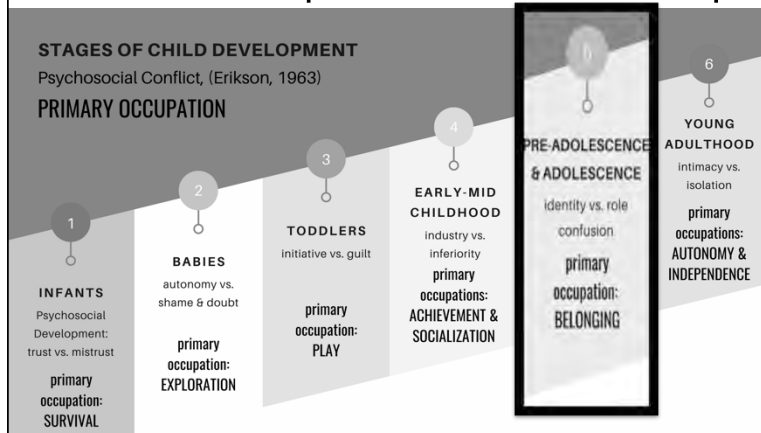 STAGES OF CHILD DEVELOPMENT
Psychosocial Conflict, (Erikson, 1963)
PRIMARY OCCUPATION
1
INFANTS
Psychosocial
Development:
trust vs. mistrust
primary
occupation:
SURVIVAL
2
BABIES
autonomy vs.
shame & doubt
primary
occupation:
EXPLORATION
3
TODDLERS
initiative vs. guilt
primary
occupation:
PLAY
4
EARLY-MID
CHILDHOOD
industry vs.
inferiority
primary
occupations:
ACHIEVEMENT &
SOCIALIZATION
PRE-ADOLESCENCE
& ADOLESCENCE
identity vs. role
confusion
primary
occupation:
BELONGING
6
YOUNG
ADULTHOOD
intimacy vs.
isolation
primary
occupations:
AUTONOMY &
INDEPENDENCE